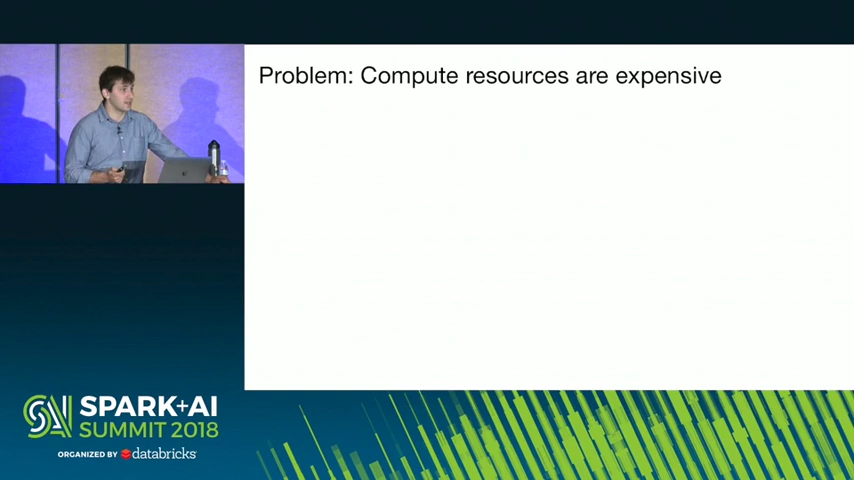 Problem: Compute resources are expensive
SPARK+AI
SUMMIT 2018
ORGANIZED BY databricks